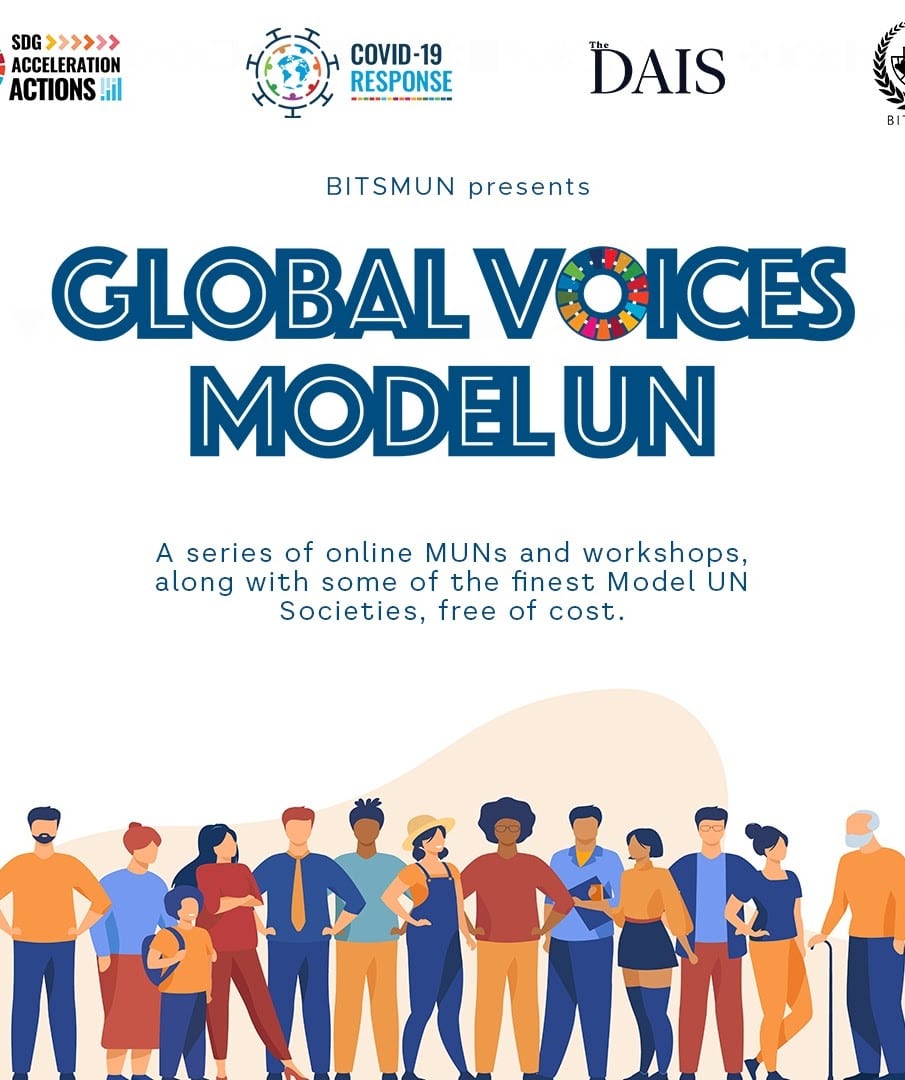 SDG
ACCELERATION
ACTIONS
COVID-19
RESPONSE
The
DAIS
BITSMUN presents
GLOBAL VOICES
MODEL UN
A series of online MUNs and workshops,
along with some of the finest Model UN
Societies, free of cost.